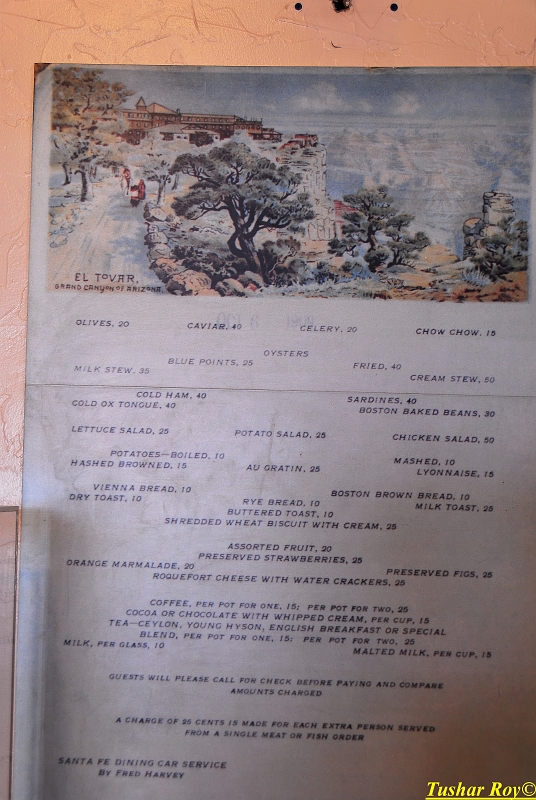 EL TOVAR,
GRAND CANYON OF ARIZONA.
OCT 6
OLIVES, 20 CAVIAR, 40 CELERY, 20 CHOW CHOW, 15
OYSTERS
MILK STEW, 35 BLUE POINTS, 25 FRIED, 40 CREAM STEW, 50
COLD HAM, 40 SARDINES, 40
COLD OX TONGUE, 40 BOSTON BAKED BEANS, 30
LETTUCE SALAD, 25 POTATO SALAD, 25 CHICKEN SALAD, 50
POTATOES—BOILED, 10 MASHED, 10
HASHED BROWNED, 15 AU GRATIN, 25 LYONNAISE, 15
VIENNA BREAD, 10 RYE BREAD, 10 BOSTON BROWN BREAD, 10
DRY TOAST, 10 BUTTERED TOAST, 10 MILK TOAST, 25
SHREDDED WHEAT BISCUIT WITH CREAM, 25
ASSORTED FRUIT, 20
ORANGE MARMALADE, 20 PRESERVED STRAWBERRIES, 25 PRESERVED FIGS, 25
ROQUEFORT CHEESE WITH WATER CRACKERS, 25
COFFEE, PER POT FOR ONE, 15; PER POT FOR TWO, 25
COCOA OR CHOCOLATE WITH WHIPPED CREAM, PER CUP, 15
TEA—CEYLON, YOUNG HYSON, ENGLISH BREAKFAST OR SPECIAL
BLEND, PER POT FOR ONE, 15; PER POT FOR TWO, 25
MILK, PER GLASS, 10 MALTED MILK, PER CUP, 15
GUESTS WILL PLEASE CALL FOR CHECK BEFORE PAYING AND COMPARE
AMOUNTS CHARGED
A CHARGE OF 25 CENTS IS MADE FOR EACH EXTRA PERSON SERVED
FROM A SINGLE MEAT OR FISH ORDER
SANTA FE DINING CAR SERVICE
BY FRED HARVEY
Tushar Roy©